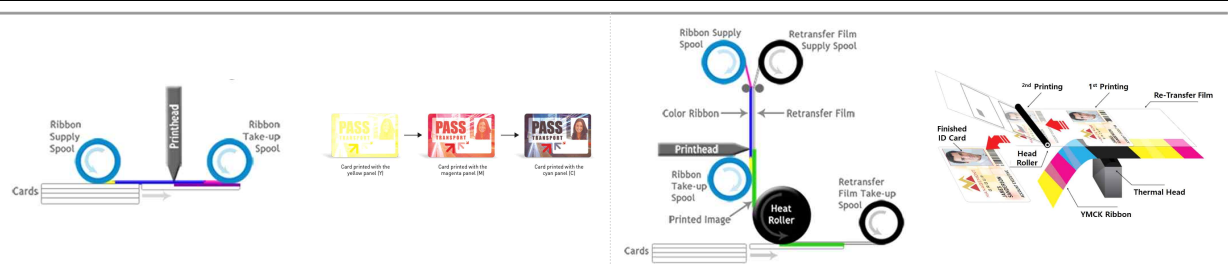 Ribbon
Supply
Spool
Printhead
Ribbon
Take-up
Spool
Cards
PASS
TRANSPORT
Card printed with the
yellow panel (Y)
PASS
TRANSPORT
Card printed with the
magenta panel (M)
PASS
TRANSPORT
Card printed with the
cyan panel (C)
Ribbon Supply
Spool
Retransfer Film
Supply Spool
Color Ribbon
Retransfer Film
Printhead
Ribbon
Take-up
Spool
Printed Image
Heat
Roller
Retransfer
Film Take-up
Spool
Cards
2nd Printing
1st Printing
Re-Transfer Film
Finished
ID Card
Head
Roller
Thermal Head
YMCK Ribbon